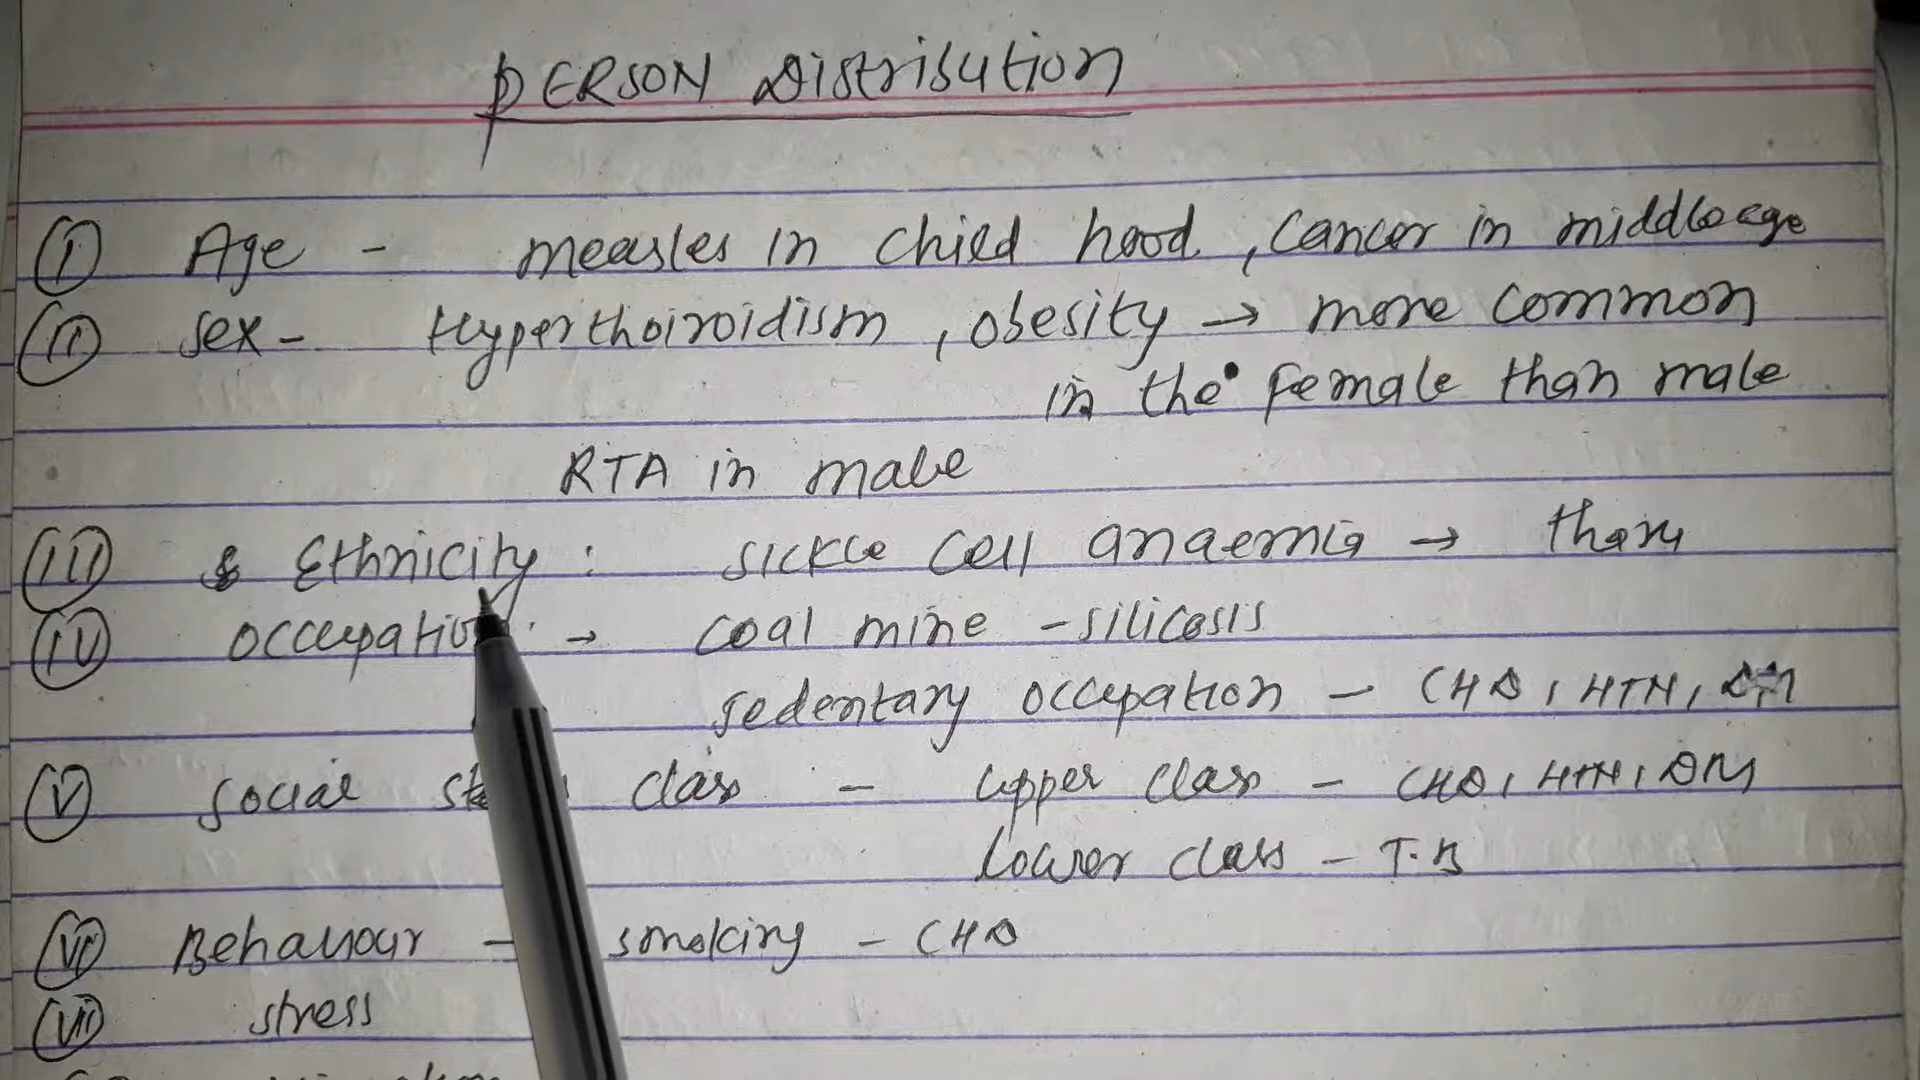 PERSON Distribution
(I) Age - measles in child hood, Cancer in middle age
(II) Sex - Hyperthoiroidism, obesity → more common
in the female than male
RTA in male
(III) Ethnicity: sickle cell anaemia → tharu
(IV) occupation → coal mine - silicosis
sedentary occupation - CHD, HTN, DM
(V) Social class - upper class - CHD, HTN, DM
Lower class - T.B
(VI) Behaviour - smoking - CHD
(VII) stress